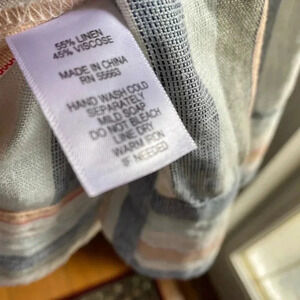 55% LINEN
45% VISCOSE
MADE IN CHINA
RN 55663
HAND WASH COLD
SEPARATELY
MILD SOAP
DO NOT BLEACH
LINE DRY
WARM IRON
IF NEEDED